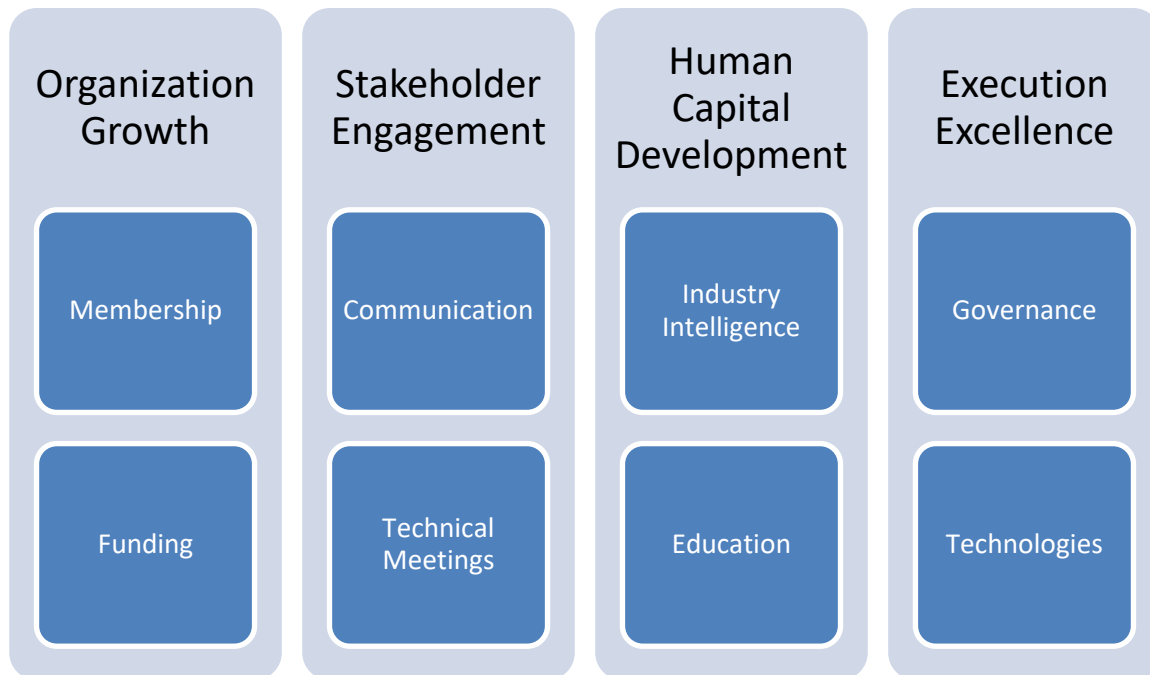 Organization
Growth
Membership
Funding
Stakeholder
Engagement
Communication
Technical
Meetings
Human
Capital
Development
Industry
Intelligence
Education
Execution
Excellence
Governance
Technologies